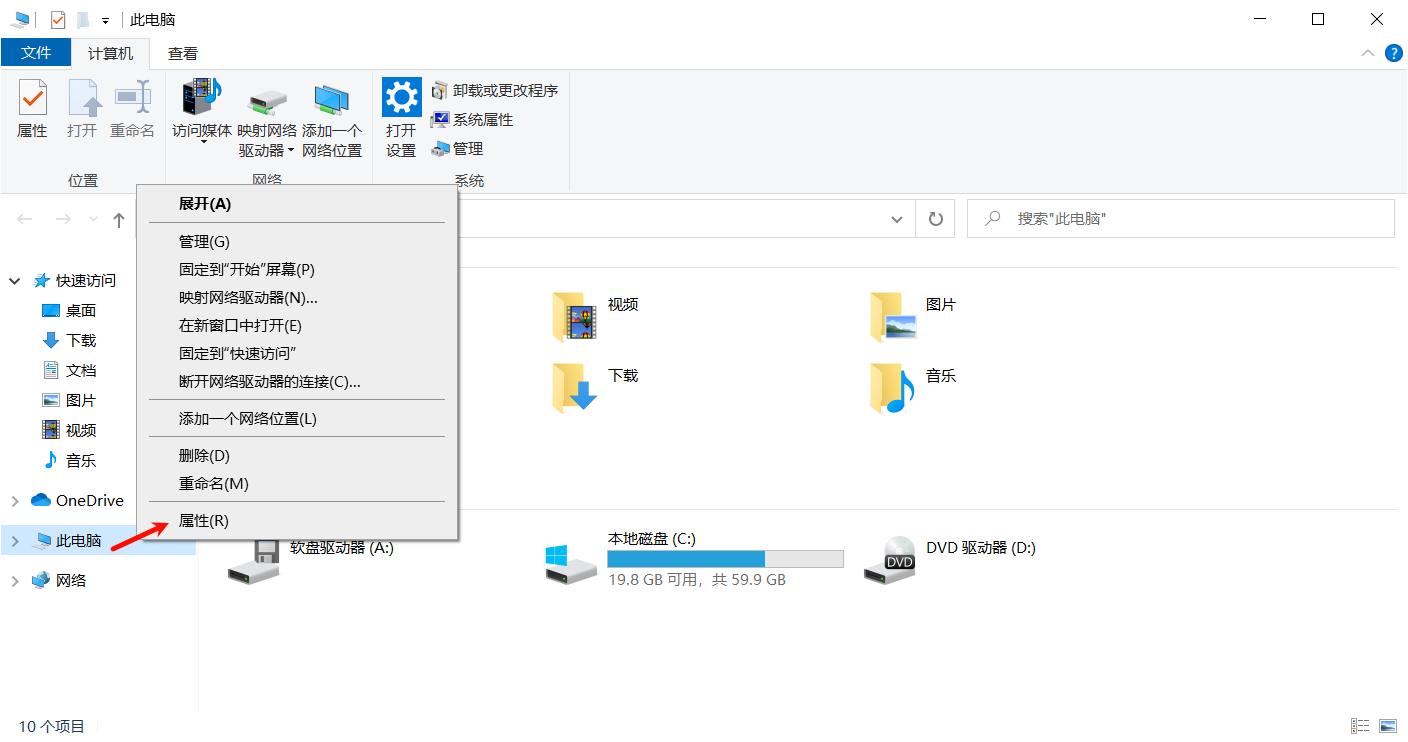 此电脑
文件
计算机
查看
属性
打开
重命名
访问媒体
映射网络
驱动器
添加一个
网络位置
打开
设置
卸载或更改程序
系统属性
管理
位置
网络
系统
搜索"此电脑"
展开(A)
管理(G)
固定到“开始”屏幕(P)
映射网络驱动器(N)...
在新窗口中打开(E)
固定到“快速访问”
断开网络驱动器的连接(C)...
添加一个网络位置(L)
删除(D)
重命名(M)
属性(R)
快速访问
桌面
下载
文档
图片
视频
音乐
OneDrive
此电脑
网络
视频
图片
下载
音乐
软盘驱动器 (A:)
本地磁盘 (C:)
19.8 GB 可用，共 59.9 GB
DVD
DVD 驱动器 (D:)
10 个项目